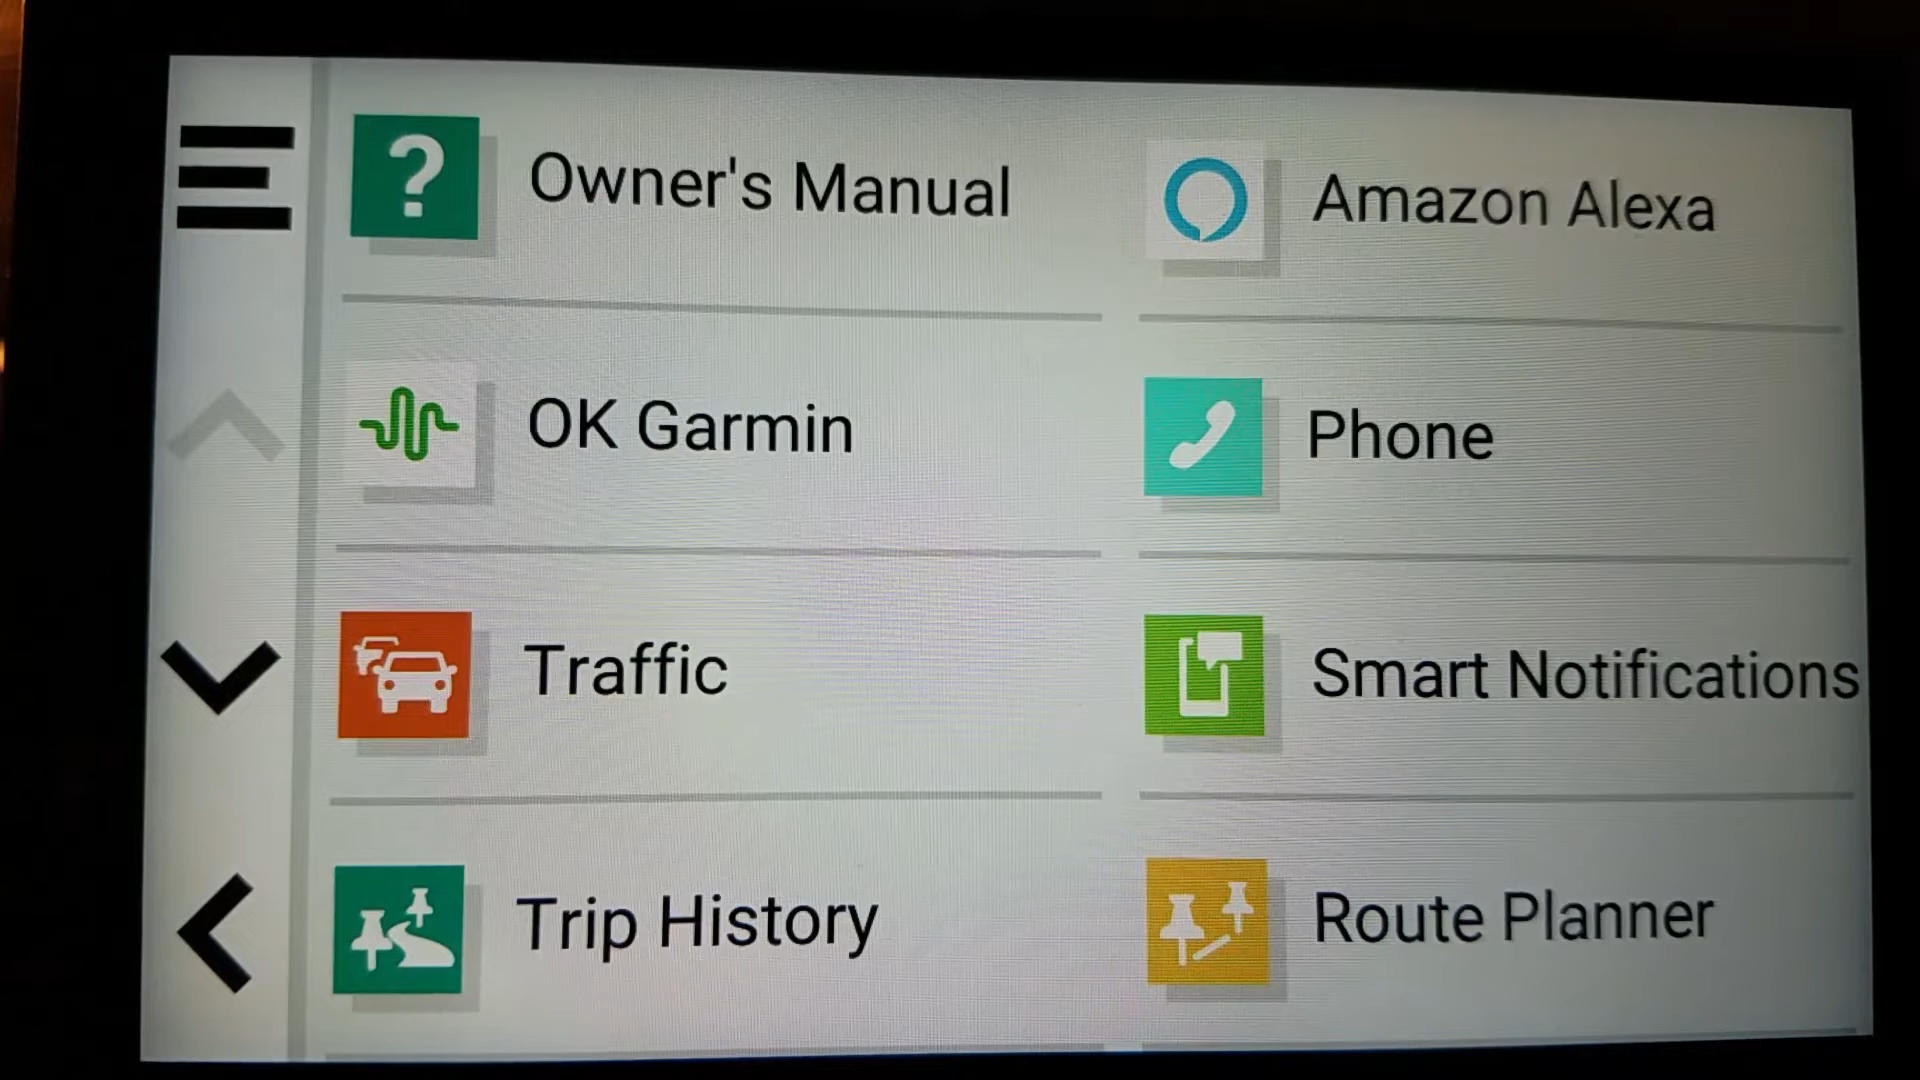 Owner's Manual
Amazon Alexa
OK Garmin
Phone
Traffic
Smart Notifications
Trip History
Route Planner